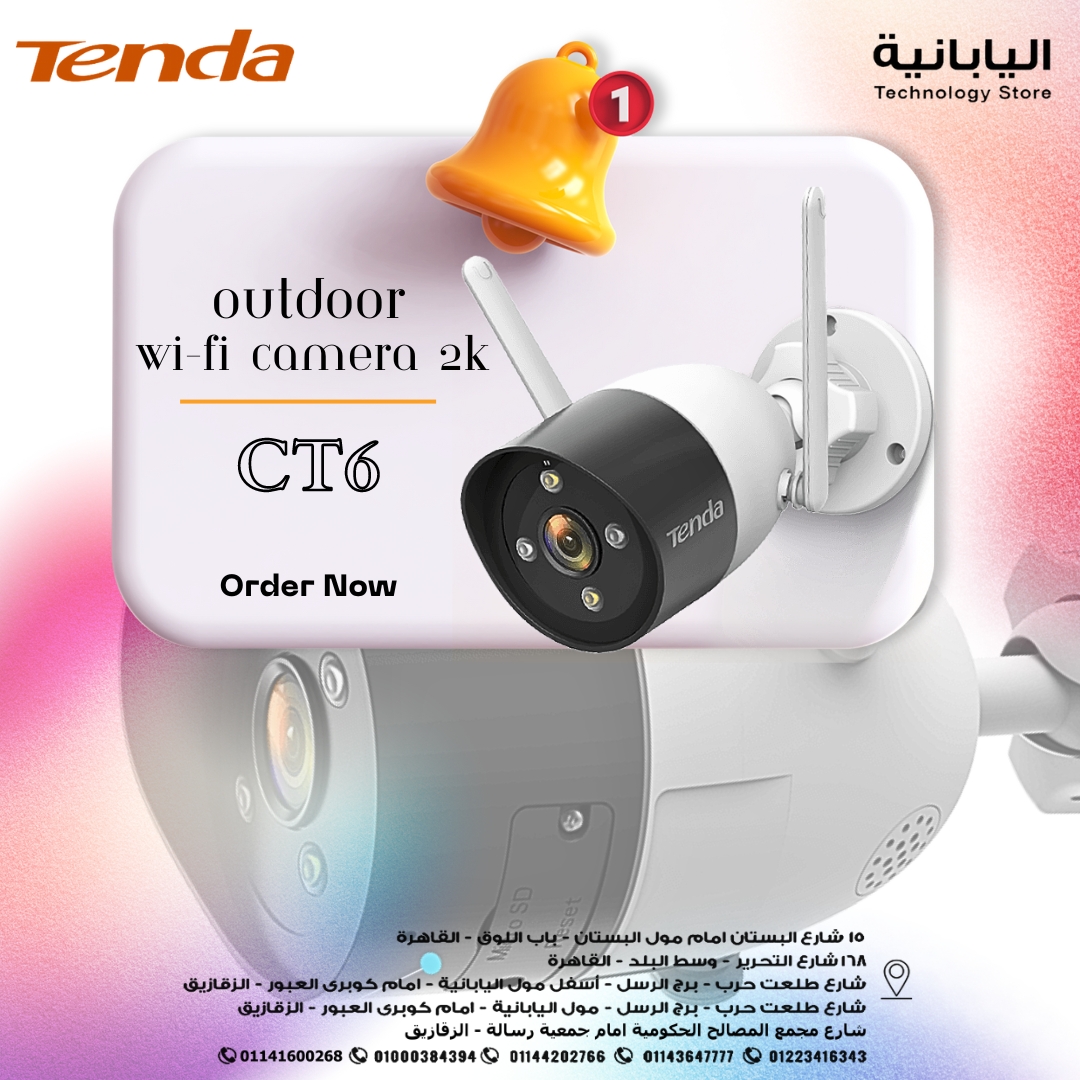 Tenda
اليابانية
Technology Store
1
outdoor
wi-fi camera 2k
CT6
Order Now
Tenda
Micro SD
Reset
١٥ شارع البستان امام مول البستان - باب اللوق - القاهرة
١٦٨ شارع التحرير - وسط البلد - القاهرة
شارع طلعت حرب - برج الرسل - أسفل مول اليابانية - امام كوبرى العبور - الزقازيق
شارع طلعت حرب - برج الرسل - مول اليابانية - امام كوبرى العبور - الزقازيق
شارع مجمع المصالح الحكومية امام جمعية رسالة - الزقازيق
01141600268 01000384394 01144202766 01143647777 01223416343